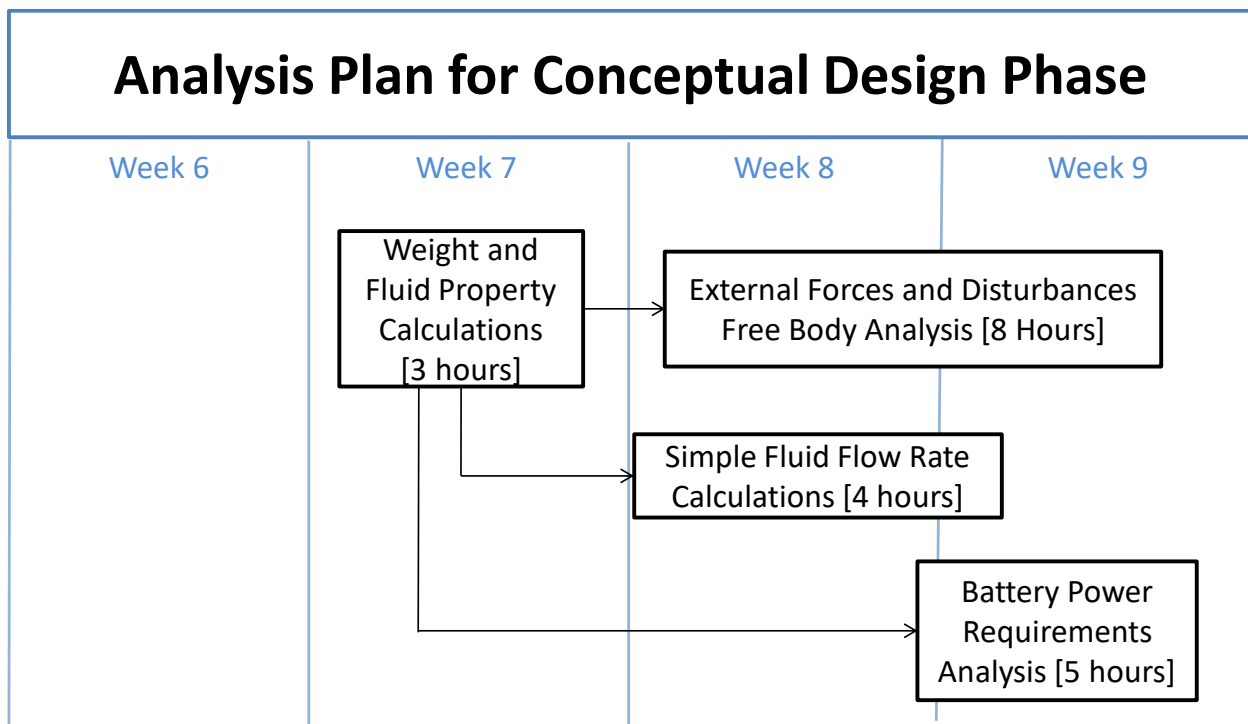 Analysis Plan for Conceptual Design Phase
Week 6
Week 7
Week 8
Week 9
Weight and
Fluid Property
Calculations
[3 hours]
External Forces and Disturbances
Free Body Analysis [8 Hours]
Simple Fluid Flow Rate
Calculations [4 hours]
Battery Power
Requirements
Analysis [5 hours]